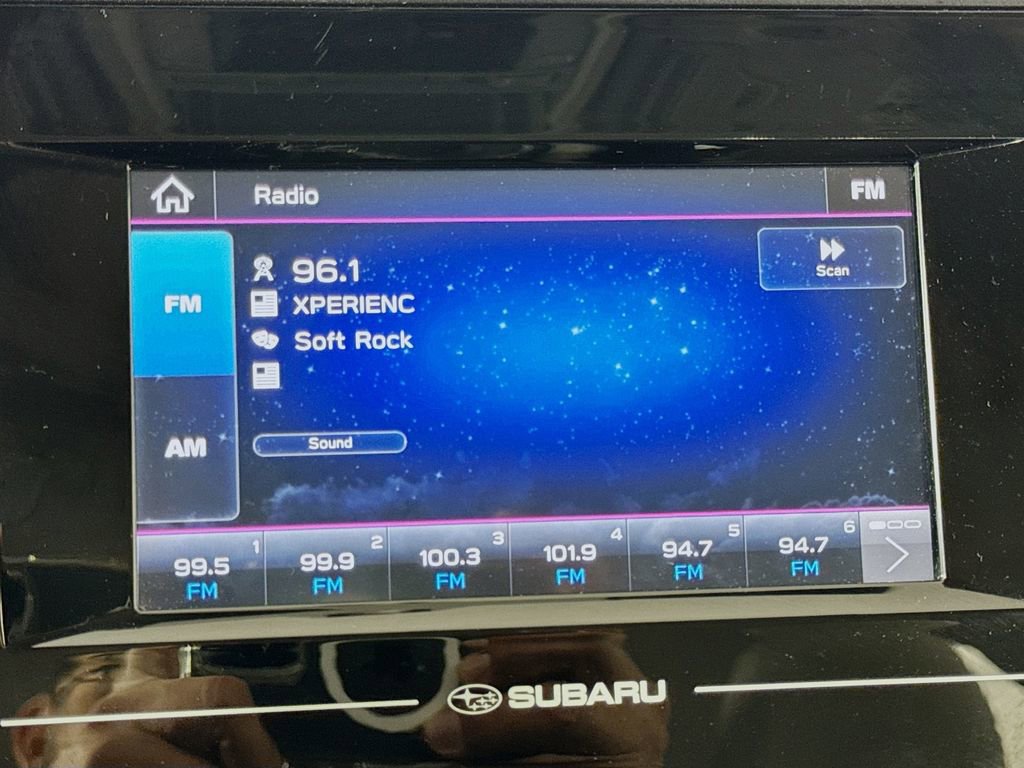 Radio
FM
FM
96.1
Scan
XPERIENC
Soft Rock
AM
Sound
1 2 3 4 5 6
99.5 99.9 100.3 101.9 94.7 94.7
FM FM FM FM FM FM
SUBARU